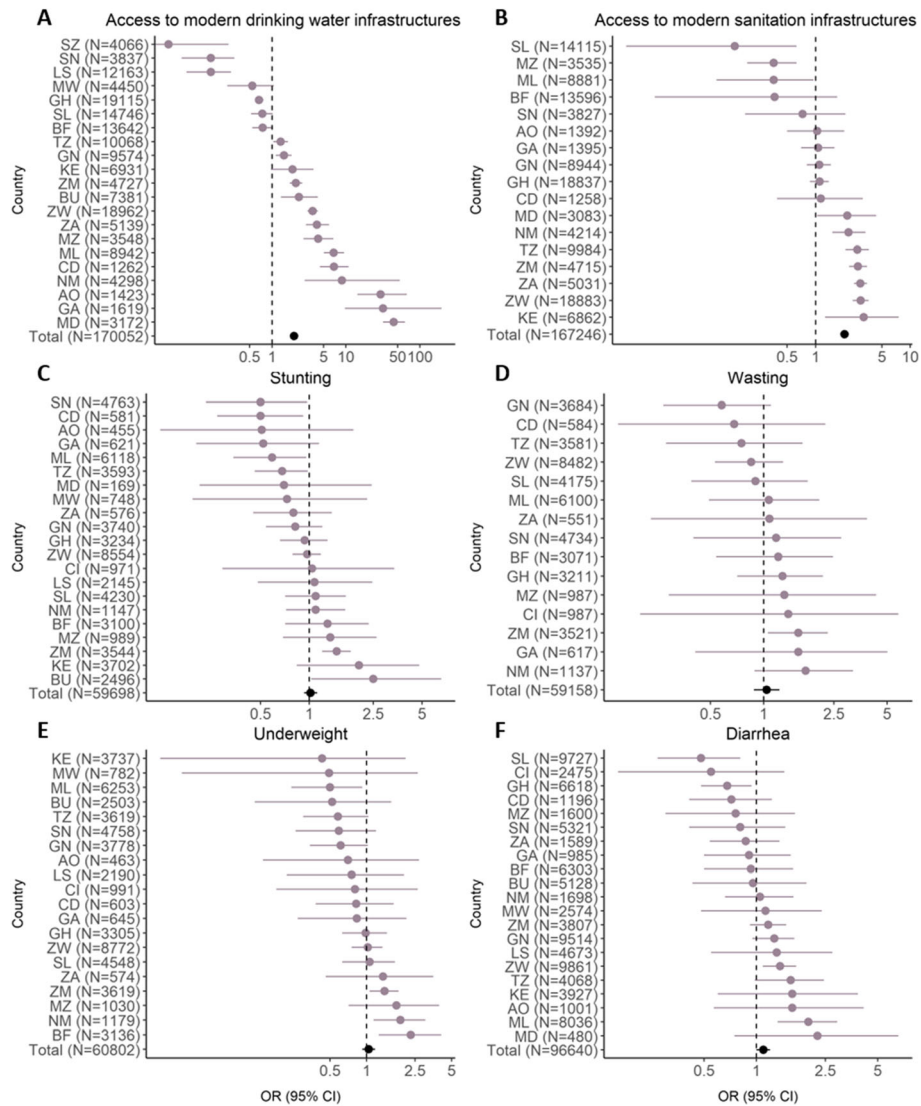 A Access to modern drinking water infrastructures
Country
SZ (N=4066)
SN (N=3837)
LS (N=12163)
MW (N=4450)
GH (N=19115)
SL (N=14746)
BF (N=13642)
TZ (N=10068)
GN (N=9574)
KE (N=6931)
ZM (N=4727)
BU (N=7381)
ZW (N=18962)
ZA (N=5139)
MZ (N=3548)
ML (N=8942)
CD (N=1262)
NM (N=4298)
AO (N=1423)
GA (N=1619)
MD (N=3172)
Total (N=170052)
0.5 1 5 10 50 100
B Access to modern sanitation infrastructures
Country
SL (N=14115)
MZ (N=3535)
ML (N=8881)
BF (N=13596)
SN (N=3827)
AO (N=1392)
GA (N=1395)
GN (N=8944)
GH (N=18837)
CD (N=1258)
MD (N=3083)
NM (N=4214)
TZ (N=9984)
ZM (N=4715)
ZA (N=5031)
ZW (N=18883)
KE (N=6862)
Total (N=167246)
0.5 1 5 10
C Stunting
Country
SN (N=4763)
CD (N=581)
AO (N=455)
GA (N=621)
ML (N=6118)
TZ (N=3593)
MD (N=169)
MW (N=748)
ZA (N=576)
GN (N=3740)
GH (N=3234)
ZW (N=8554)
CI (N=971)
LS (N=2145)
SL (N=4230)
NM (N=1147)
BF (N=3100)
MZ (N=989)
ZM (N=3544)
KE (N=3702)
BU (N=2496)
Total (N=59698)
0.5 1 2.5 5
D Wasting
Country
GN (N=3684)
CD (N=584)
TZ (N=3581)
ZW (N=8482)
SL (N=4175)
ML (N=6100)
ZA (N=551)
SN (N=4734)
BF (N=3071)
GH (N=3211)
MZ (N=987)
CI (N=987)
ZM (N=3521)
GA (N=617)
NM (N=1137)
Total (N=59158)
0.5 1 2.5 5
E Underweight
Country
KE (N=3737)
MW (N=782)
ML (N=6253)
BU (N=2503)
TZ (N=3619)
SN (N=4758)
GN (N=3778)
AO (N=463)
LS (N=2190)
CI (N=991)
CD (N=603)
GA (N=645)
GH (N=3305)
ZW (N=8772)
SL (N=4548)
ZA (N=574)
ZM (N=3619)
MZ (N=1030)
NM (N=1179)
BF (N=3136)
Total (N=60802)
0.5 1 2.5 5
OR (95% CI)
F Diarrhea
Country
SL (N=9727)
CI (N=2475)
GH (N=6618)
CD (N=1196)
MZ (N=1600)
SN (N=5321)
ZA (N=1589)
GA (N=985)
BF (N=6303)
BU (N=5128)
NM (N=1698)
MW (N=2574)
ZM (N=3807)
GN (N=9514)
LS (N=4673)
ZW (N=9861)
TZ (N=4068)
KE (N=3927)
AO (N=1001)
ML (N=8036)
MD (N=480)
Total (N=96640)
0.5 1 2.5 5
OR (95% CI)